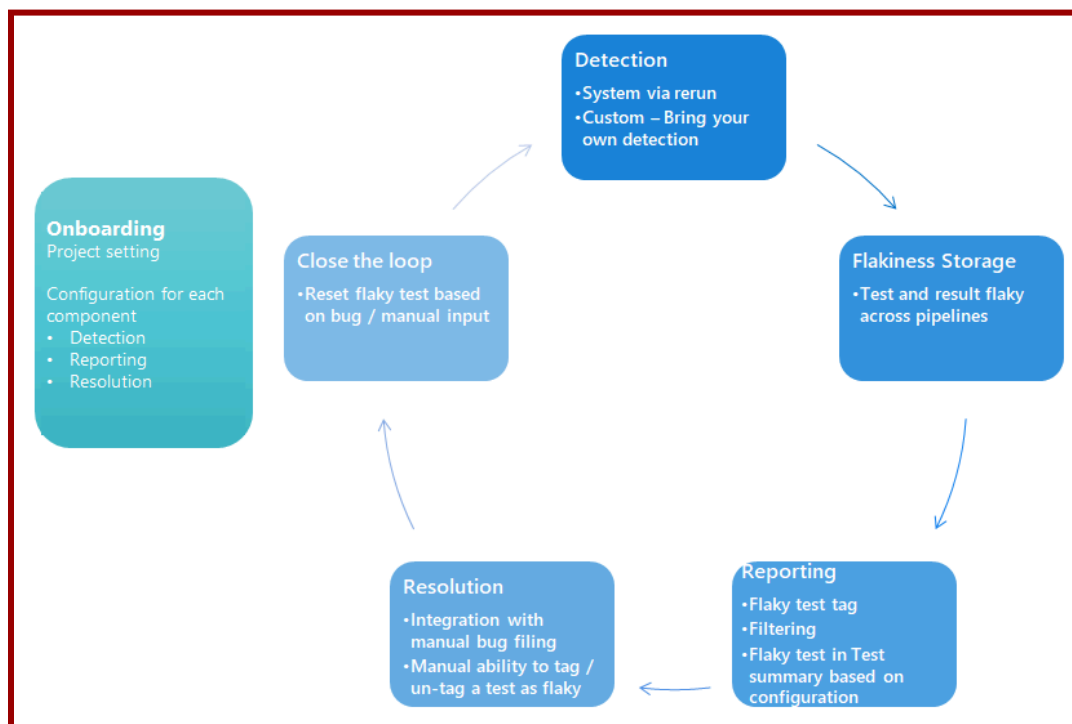 Detection
•System via rerun
•Custom – Bring your
own detection
Onboarding
Project setting
Configuration for each
component
• Detection
• Reporting
• Resolution
Close the loop
•Reset flaky test based
on bug / manual input
Flakiness Storage
•Test and result flaky
across pipelines
Resolution
•Integration with
manual bug filing
•Manual ability to tag /
un-tag a test as flaky
Reporting
•Flaky test tag
•Filtering
•Flaky test in Test
summary based on
configuration